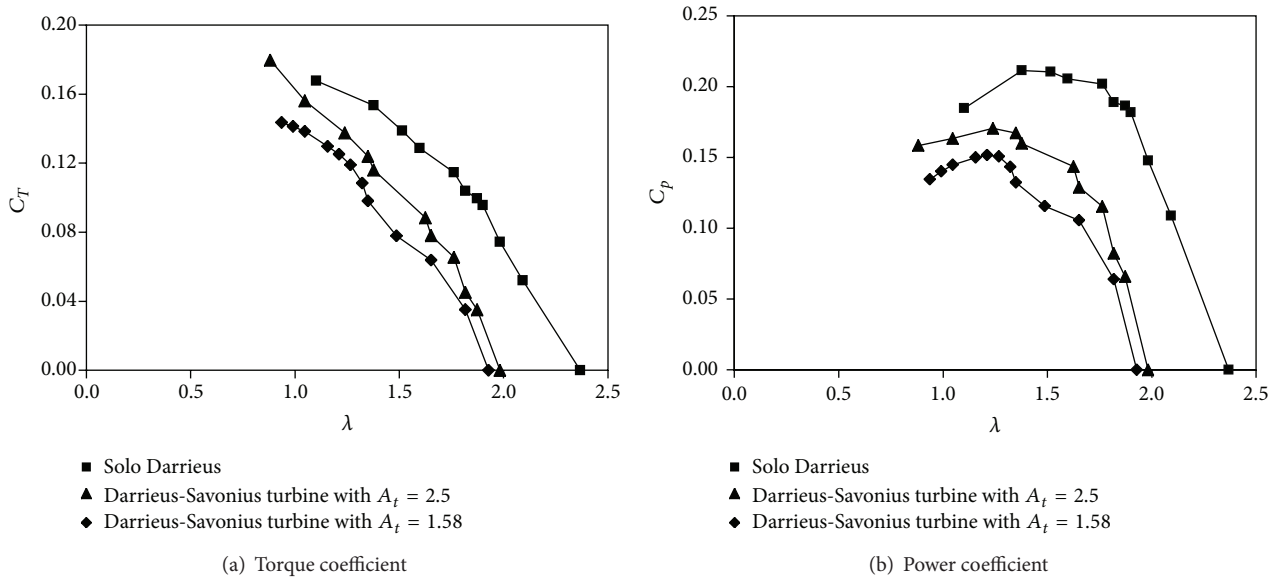 0.20
0.16
0.12
0.08
0.04
0.00
C_T
0.0 0.5 1.0 1.5 2.0 2.5
λ
■ Solo Darrieus
▲ Darrieus-Savonius turbine with A_t = 2.5
◆ Darrieus-Savonius turbine with A_t = 1.58
(a) Torque coefficient
0.25
0.20
0.15
0.10
0.05
0.00
C_p
0.0 0.5 1.0 1.5 2.0 2.5
λ
■ Solo Darrieus
▲ Darrieus-Savonius turbine with A_t = 2.5
◆ Darrieus-Savonius turbine with A_t = 1.58
(b) Power coefficient